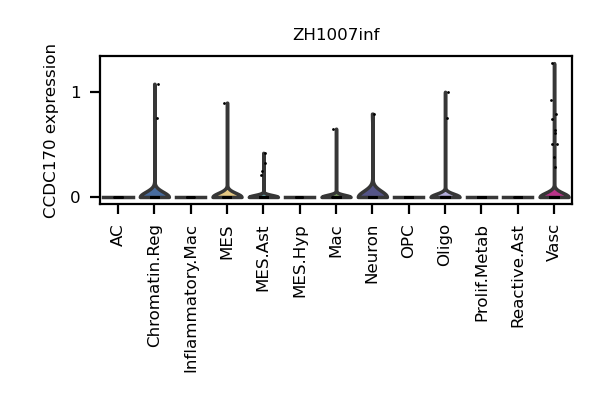 ZH1007inf
CCDC170 expression
1
0
AC
Chromatin.Reg
Inflammatory.Mac
MES
MES.Ast
MES.Hyp
Mac
Neuron
OPC
Oligo
Prolif.Metab
Reactive.Ast
Vasc